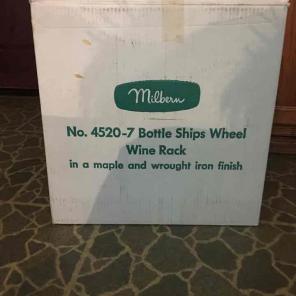 Milbern
No. 4520-7 Bottle Ships Wheel
Wine Rack
in a maple and wrought iron finish